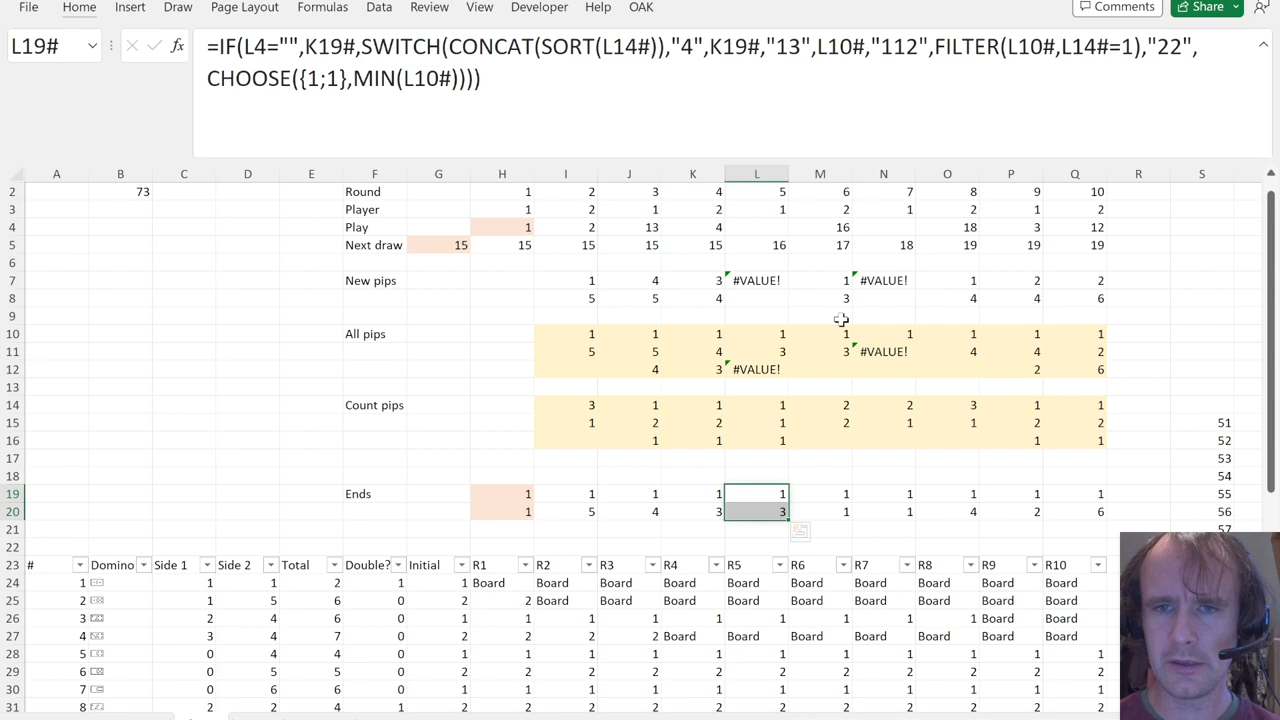 File Home Insert Draw Page Layout Formulas Data Review View Developer Help OAK Comments Share
L19# fx =IF(L4="",K19#,SWITCH(CONCAT(SORT(L14#)),"4",K19#,"13",L10#,"112",FILTER(L10#,L14#=1),"22",
CHOOSE({1;1},MIN(L10#))))
A B C D E F G H I J K L M N O P Q R S
2 73 Round 1 2 3 4 5 6 7 8 9 10
3 Player 1 2 1 2 1 2 1 2 1 2
4 Play 1 2 13 4 16 18 3 12
5 Next draw 15 15 15 15 15 16 17 18 19 19 19
6
7 New pips 1 4 3 #VALUE! 1 #VALUE! 1 2 2
8 5 5 4 3 4 4 6
9
10 All pips 1 1 1 1 1 1 1 1 1
11 5 5 4 3 3 #VALUE! 4 4 2
12 4 3 #VALUE! 2 6
13
14 Count pips 3 1 1 1 2 2 3 1 1
15 1 2 2 1 2 1 1 2 2 51
16 1 1 1 1 1 52
17 53
18 54
19 Ends 1 1 1 1 1 1 1 1 1 1 55
20 1 5 4 3 3 1 1 4 2 6 56
21 57
22
23 # Domino Side 1 Side 2 Total Double? Initial R1 R2 R3 R4 R5 R6 R7 R8 R9 R10
24 1 1 1 2 1 1 Board Board Board Board Board Board Board Board Board Board
25 2 1 5 6 0 2 2 Board Board Board Board Board Board Board Board Board
26 3 2 4 6 0 1 1 1 1 1 1 1 1 1 Board Board
27 4 3 4 7 0 2 2 2 2 Board Board Board Board Board Board Board
28 5 0 4 4 0 1 1 1 1 1 1 1 1 1 1 1
29 6 0 5 5 0 2 2 2 2 2 2 2 2 2 2 2
30 7 0 6 6 0 1 1 1 1 1 1 1 1 1 1 1
31 8 2 2 4 1 2 2 2 2 2 2 2 2 2 2 2